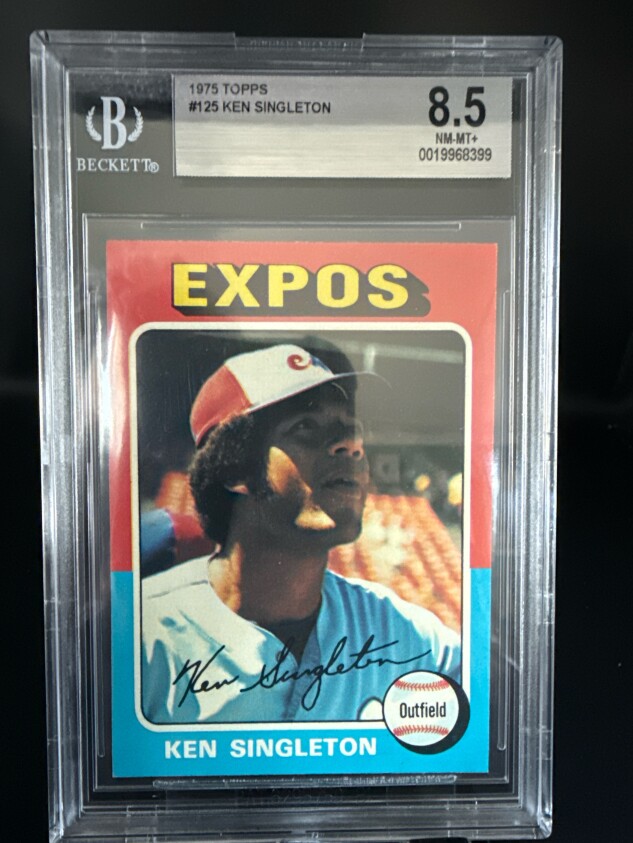 1975 TOPPS
#125 KEN SINGLETON
8.5
NM-MT+
0019968399
B
BECKETT®
EXPOS
Ken Singleton
Outfield
KEN SINGLETON